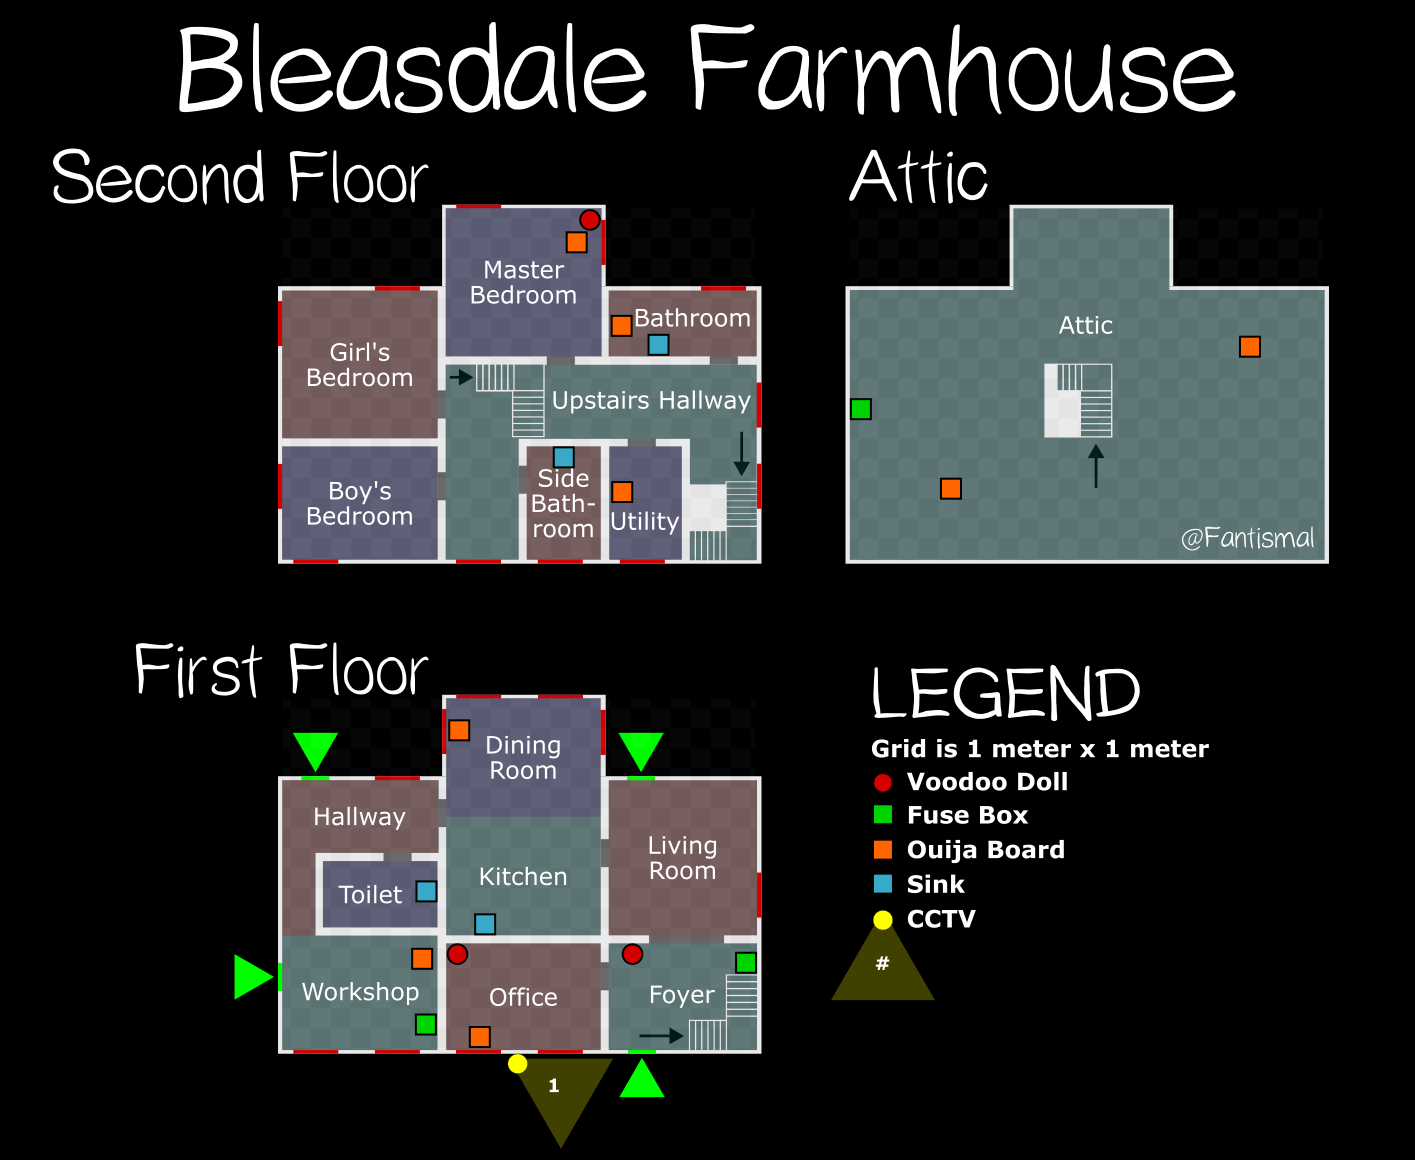 Bleasdale Farmhouse
Second Floor
Attic
Master
Bedroom
Bathroom
Girl's
Bedroom
Upstairs Hallway
Boy's
Bedroom
Side
Bath-
room
Utility
Attic
@Fantismal
First Floor
Dining
Room
Hallway
Living
Room
Toilet
Kitchen
Workshop
Office
Foyer
1
LEGEND
Grid is 1 meter x 1 meter
Voodoo Doll
Fuse Box
Ouija Board
Sink
CCTV
#